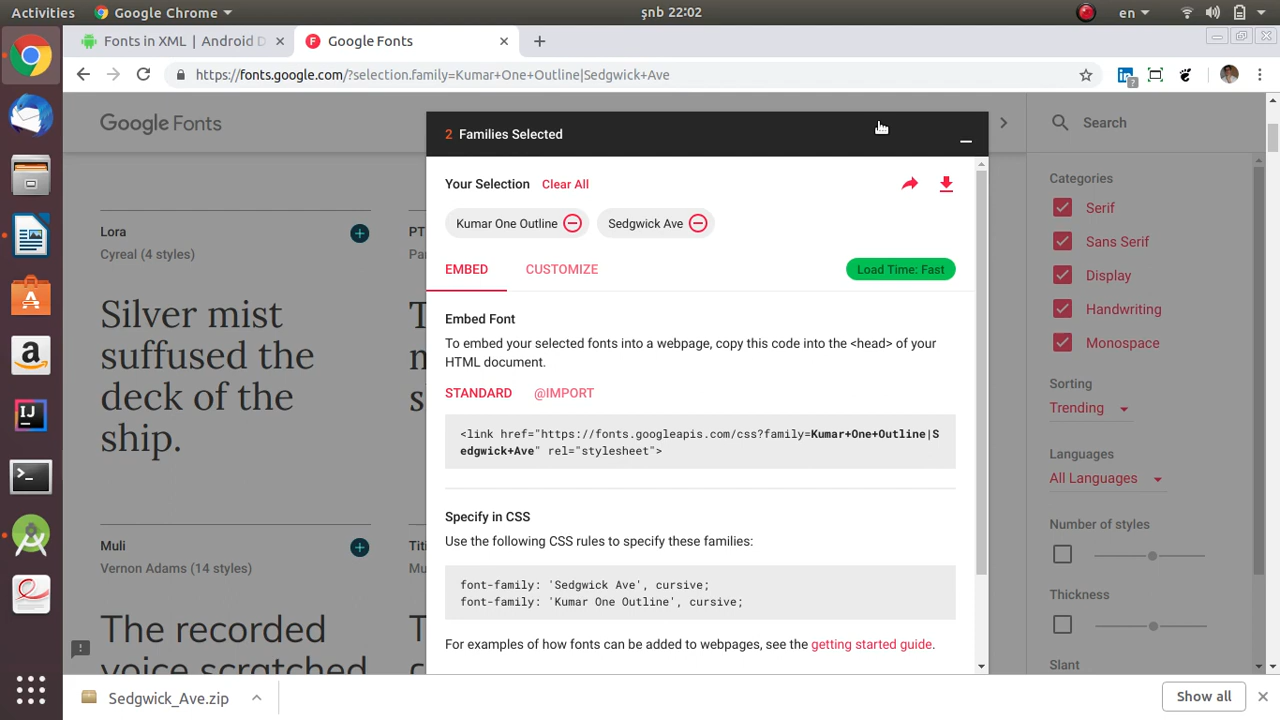 Activities
Google Chrome
şnb 22:02
en
Fonts in XML | Android D
Google Fonts
https://fonts.google.com/?selection.family=Kumar+One+Outline|Sedgwick+Ave
Google Fonts
2 Families Selected
Search
Your Selection
Clear All
Kumar One Outline
Sedgwick Ave
EMBED
CUSTOMIZE
Load Time: Fast
Embed Font
To embed your selected fonts into a webpage, copy this code into the <head> of your
HTML document.
STANDARD
@IMPORT
<link href="https://fonts.googleapis.com/css?family=Kumar+One+Outline|S
edgwick+Ave" rel="stylesheet">
Specify in CSS
Use the following CSS rules to specify these families:
font-family: 'Sedgwick Ave', cursive;
font-family: 'Kumar One Outline', cursive;
For examples of how fonts can be added to webpages, see the getting started guide.
Lora
Cyreal (4 styles)
Silver mist
suffused the
deck of the
ship.
PT
Pa
Muli
Vernon Adams (14 styles)
The recorded
voice scratched
Tit
Mu
Categories
Serif
Sans Serif
Display
Handwriting
Monospace
Sorting
Trending
Languages
All Languages
Number of styles
Thickness
Slant
Sedgwick_Ave.zip
Show all